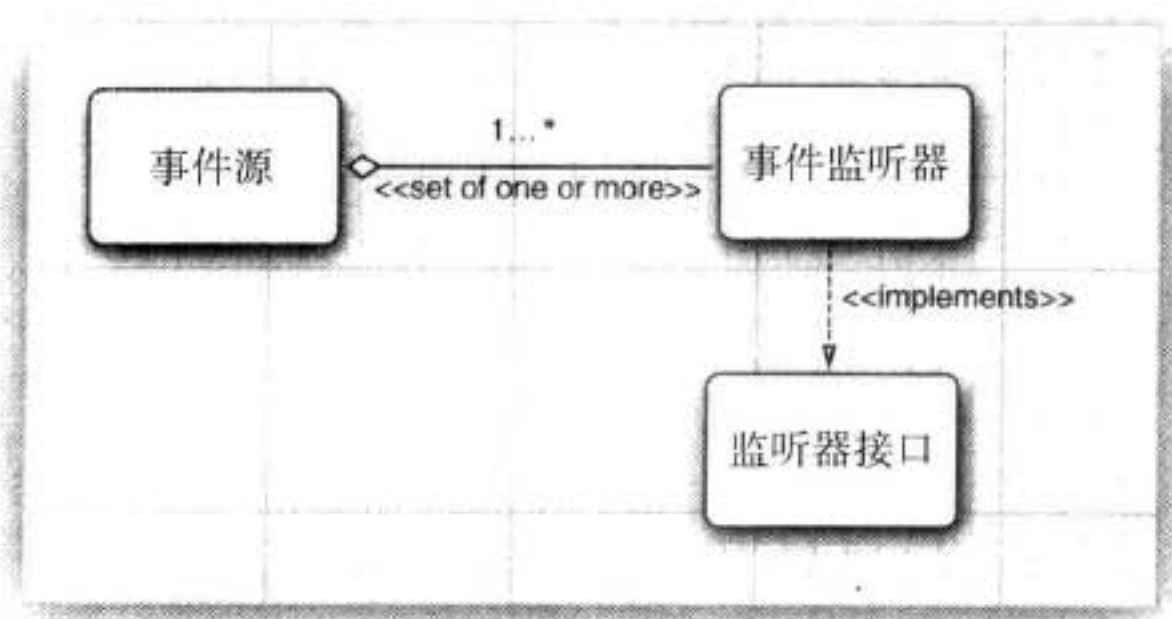 事件源
1...*
<<set of one or more>>
事件监听器
<<implements>>
监听器接口